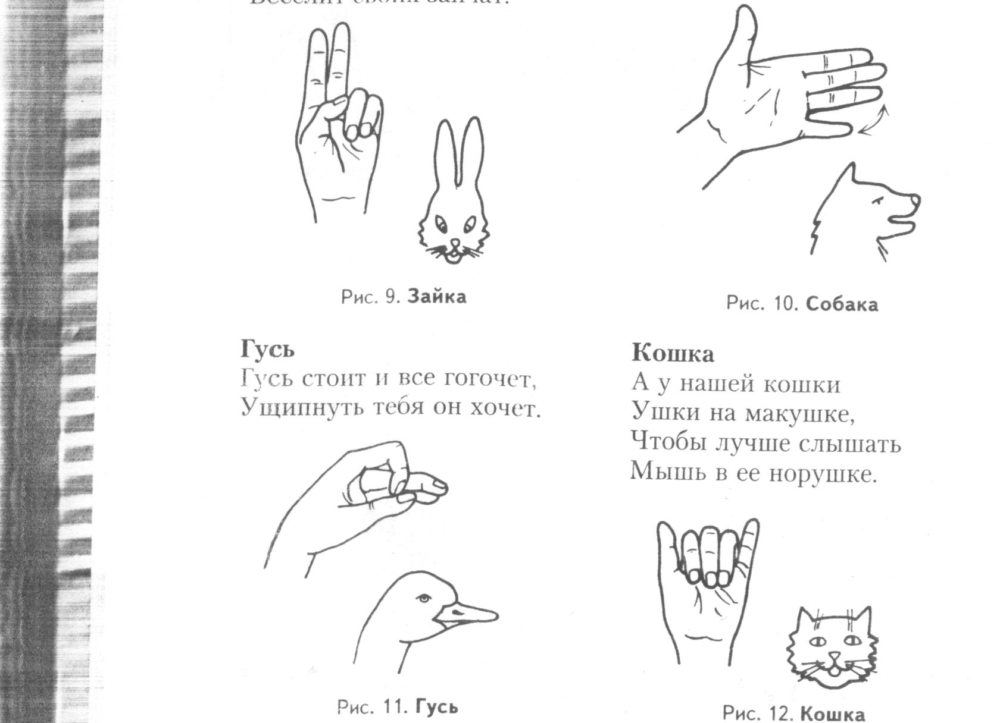 Веселит своих зайчат.
Рис. 9. Зайка
Рис. 10. Собака
Гусь
Гусь стоит и все гогочет,
Ущипнуть тебя он хочет.
Рис. 11. Гусь
Кошка
А у нашей кошки
Ушки на макушке,
Чтобы лучше слышать
Мышь в ее норушке.
Рис. 12. Кошка